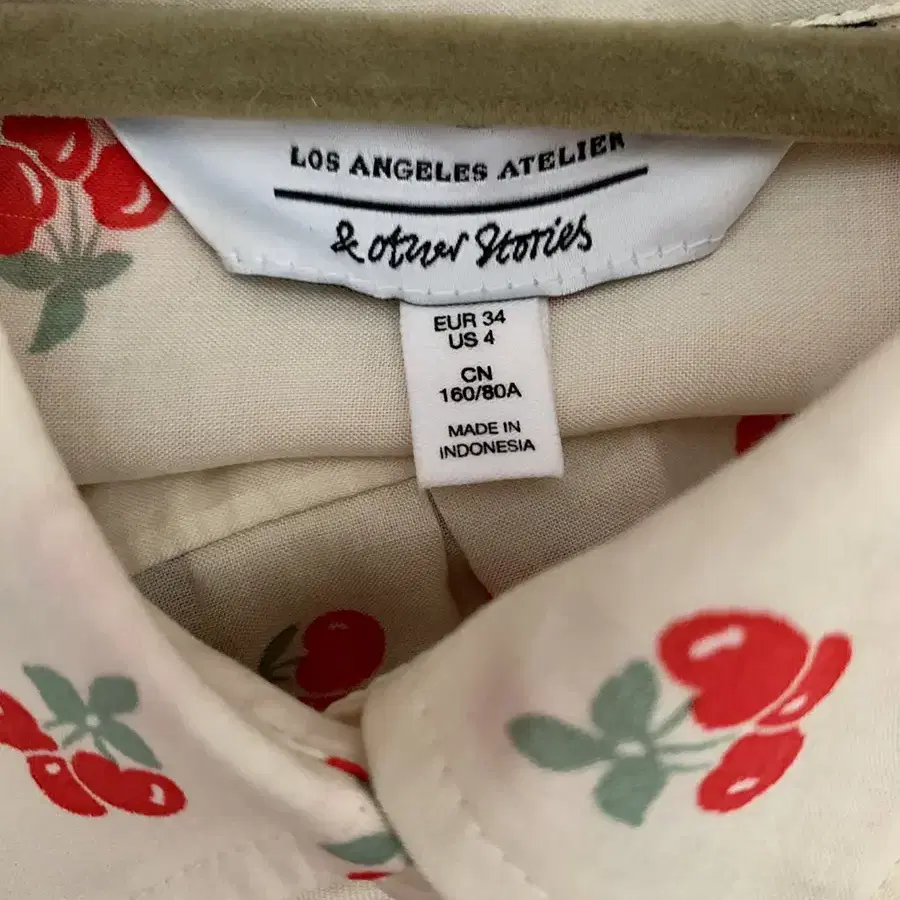 LOS ANGELES ATELIER
& other Stories
EUR 34
US 4
CN
160/80A
MADE IN
INDONESIA